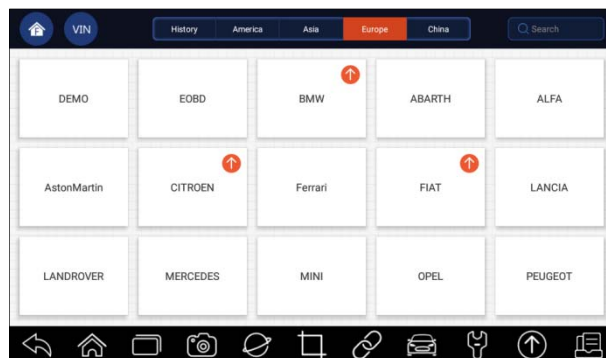 VIN History America Asia Europe China Search
DEMO EOBD BMW ABARTH ALFA
AstonMartin CITROEN Ferrari FIAT LANCIA
LANDROVER MERCEDES MINI OPEL PEUGEOT